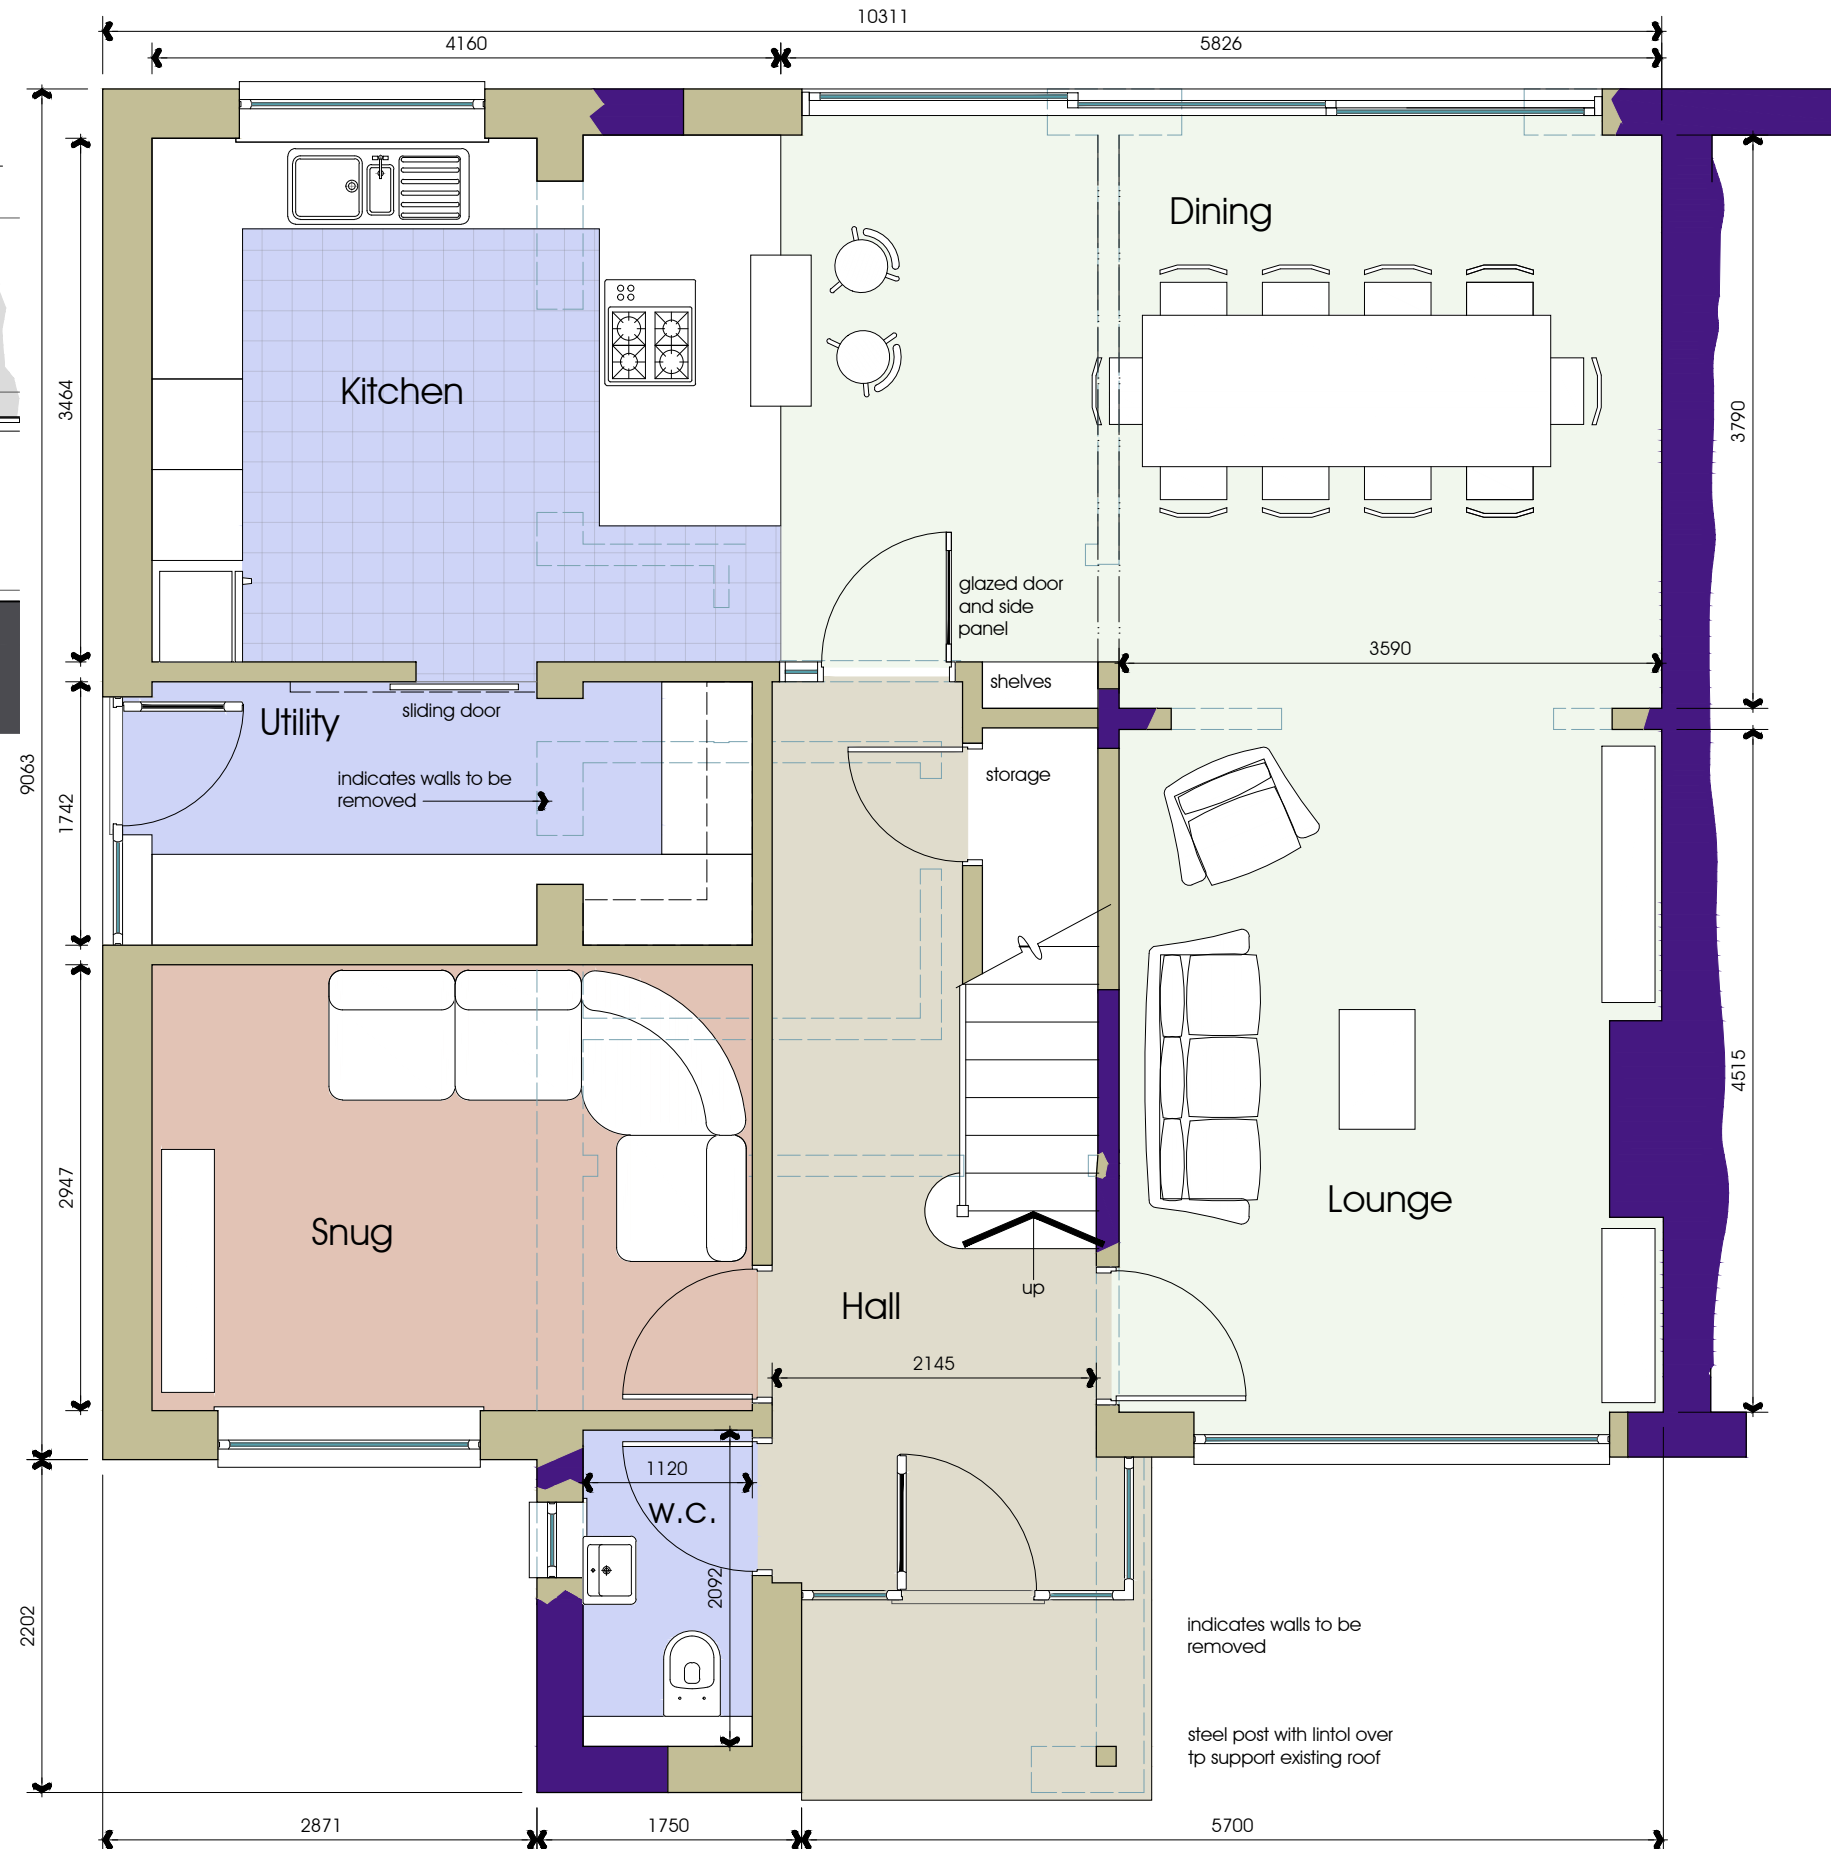 10311
4160
5826
Dining
Kitchen
3464
3790
glazed door
and side
panel
3590
shelves
sliding door
Utility
storage
indicates walls to be
removed
9063
1742
4515
2947
Lounge
Snug
up
Hall
2145
1120
w.c.
2092
2202
indicates walls to be
removed
steel post with lintol over
tp support existing roof
2871
1750
5700